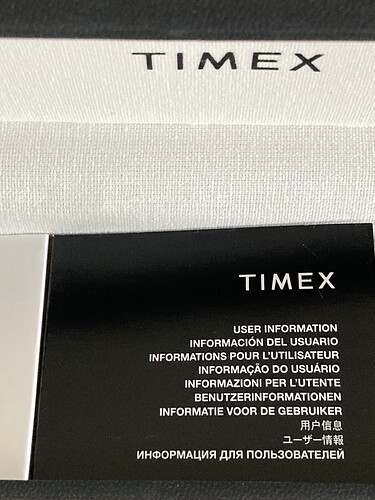 TIMEX
TIMEX
USER INFORMATION
INFORMACIÓN DEL USUARIO
INFORMATIONS POUR L'UTILISATEUR
INFORMAÇÃO DO USUÁRIO
INFORMAZIONI PER L'UTENTE
BENUTZERINFORMATIONEN
INFORMATIE VOOR DE GEBRUIKER
用户信息
ユーザー情報
ИНФОРМАЦИЯ ДЛЯ ПОЛЬЗОВАТЕЛЕЙ